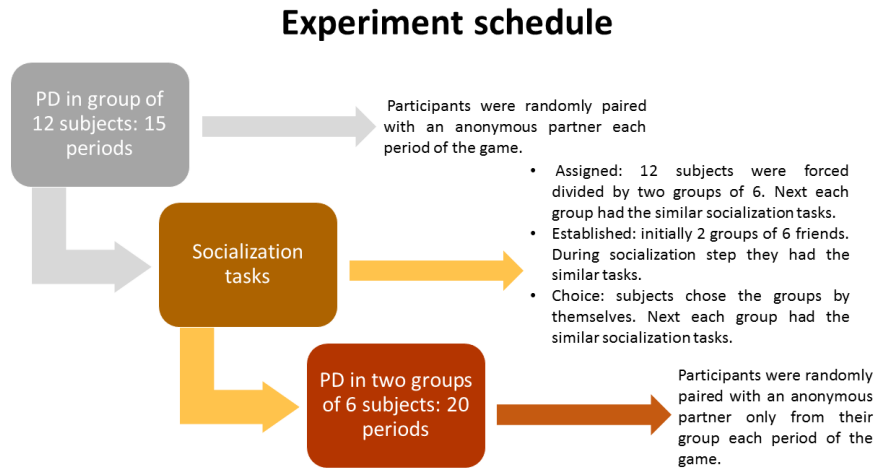 Experiment schedule
PD in group of
12 subjects: 15
periods
Participants were randomly paired
with an anonymous partner each
period of the game.
Socialization
tasks
• Assigned: 12 subjects were forced
divided by two groups of 6. Next each
group had the similar socialization tasks.
• Established: initially 2 groups of 6 friends.
During socialization step they had the
similar tasks.
• Choice: subjects chose the groups by
themselves. Next each group had the
similar socialization tasks.
PD in two groups
of 6 subjects: 20
periods
Participants were randomly
paired with an anonymous
partner only from their
group each period of the
game.